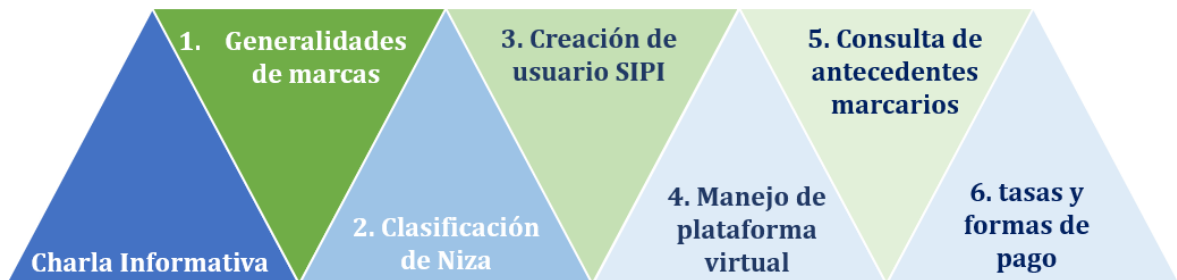 Charla Informativa
1. Generalidades
de marcas
2. Clasificación
de Niza
3. Creación de
usuario SIPI
4. Manejo de
plataforma
virtual
5. Consulta de
antecedentes
marcarios
6. tasas y
formas de
pago